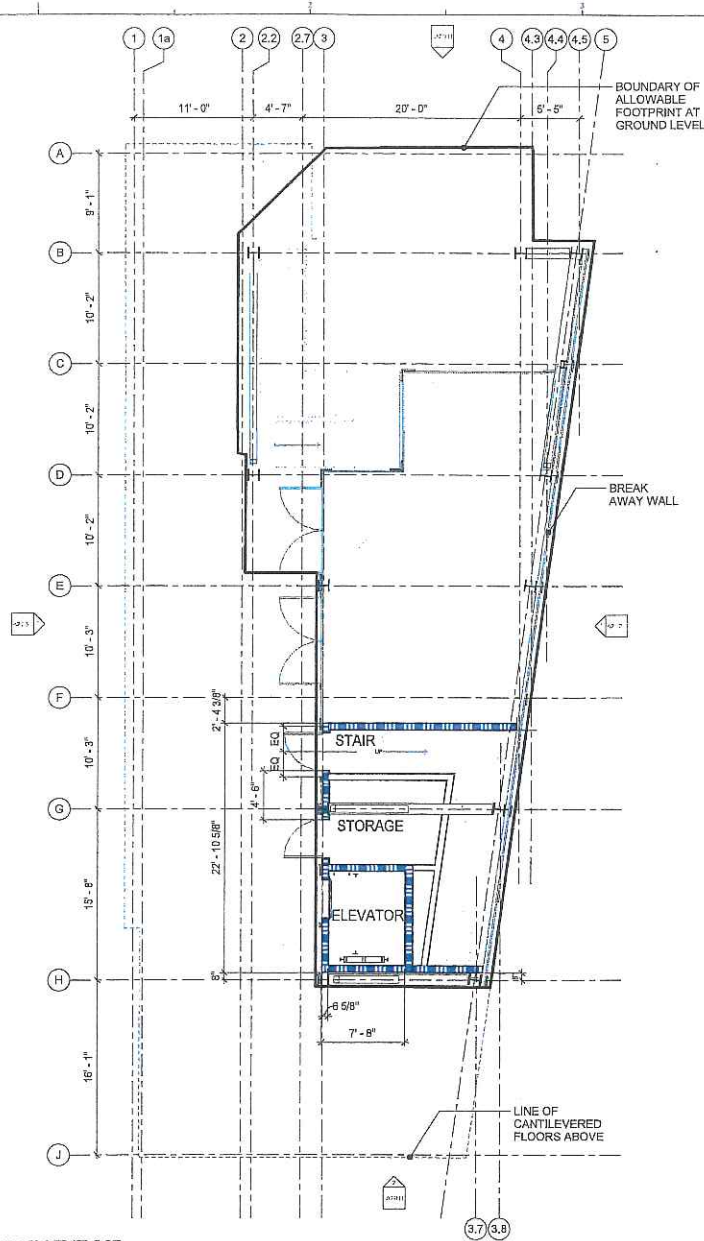 2
3
1
1a
2
2.2
2.7
3
4
4.3
4.4
4.5
5
11' - 0"
4' - 7"
20' - 0"
5' - 5"
BOUNDARY OF
ALLOWABLE
FOOTPRINT AT
GROUND LEVEL
A
9' - 1"
B
10' - 2"
C
10' - 2"
D
BREAK
AWAY WALL
10' - 2"
E
10' - 3"
F
2' - 4 3/8"
10' - 3"
EQ
EQ
STAIR
UP
4' - 6"
G
STORAGE
22' - 10 5/8"
15' - 8"
ELEVATOR
8"
H
6 5/8"
7' - 8"
16' - 1"
LINE OF
CANTILEVERED
FLOORS ABOVE
J
3.7
3.8